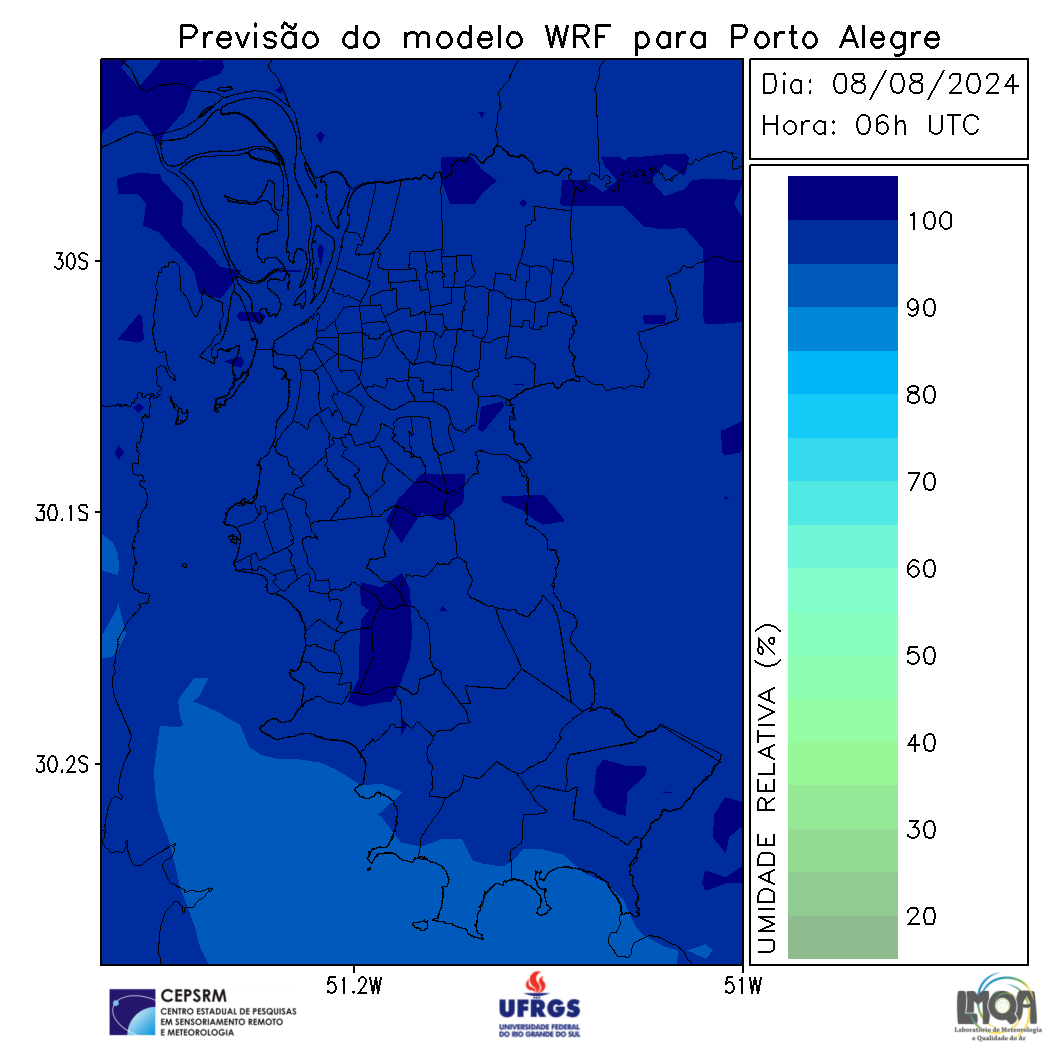 Previsão do modelo WRF para Porto Alegre
Dia: 08/08/2024
Hora: 06h UTC
30S
30.1S
30.2S
51.2W
51W
100
90
80
70
60
50
40
30
20
UMIDADE RELATIVA (%)
CEPSRM
CENTRO ESTADUAL DE PESQUISAS
EM SENSORIAMENTO REMOTO
E METEOROLOGIA
UFRGS
UNIVERSIDADE FEDERAL
DO RIO GRANDE DO SUL
LMQA
Laboratório de Meteorologia
e Qualidade do Ar